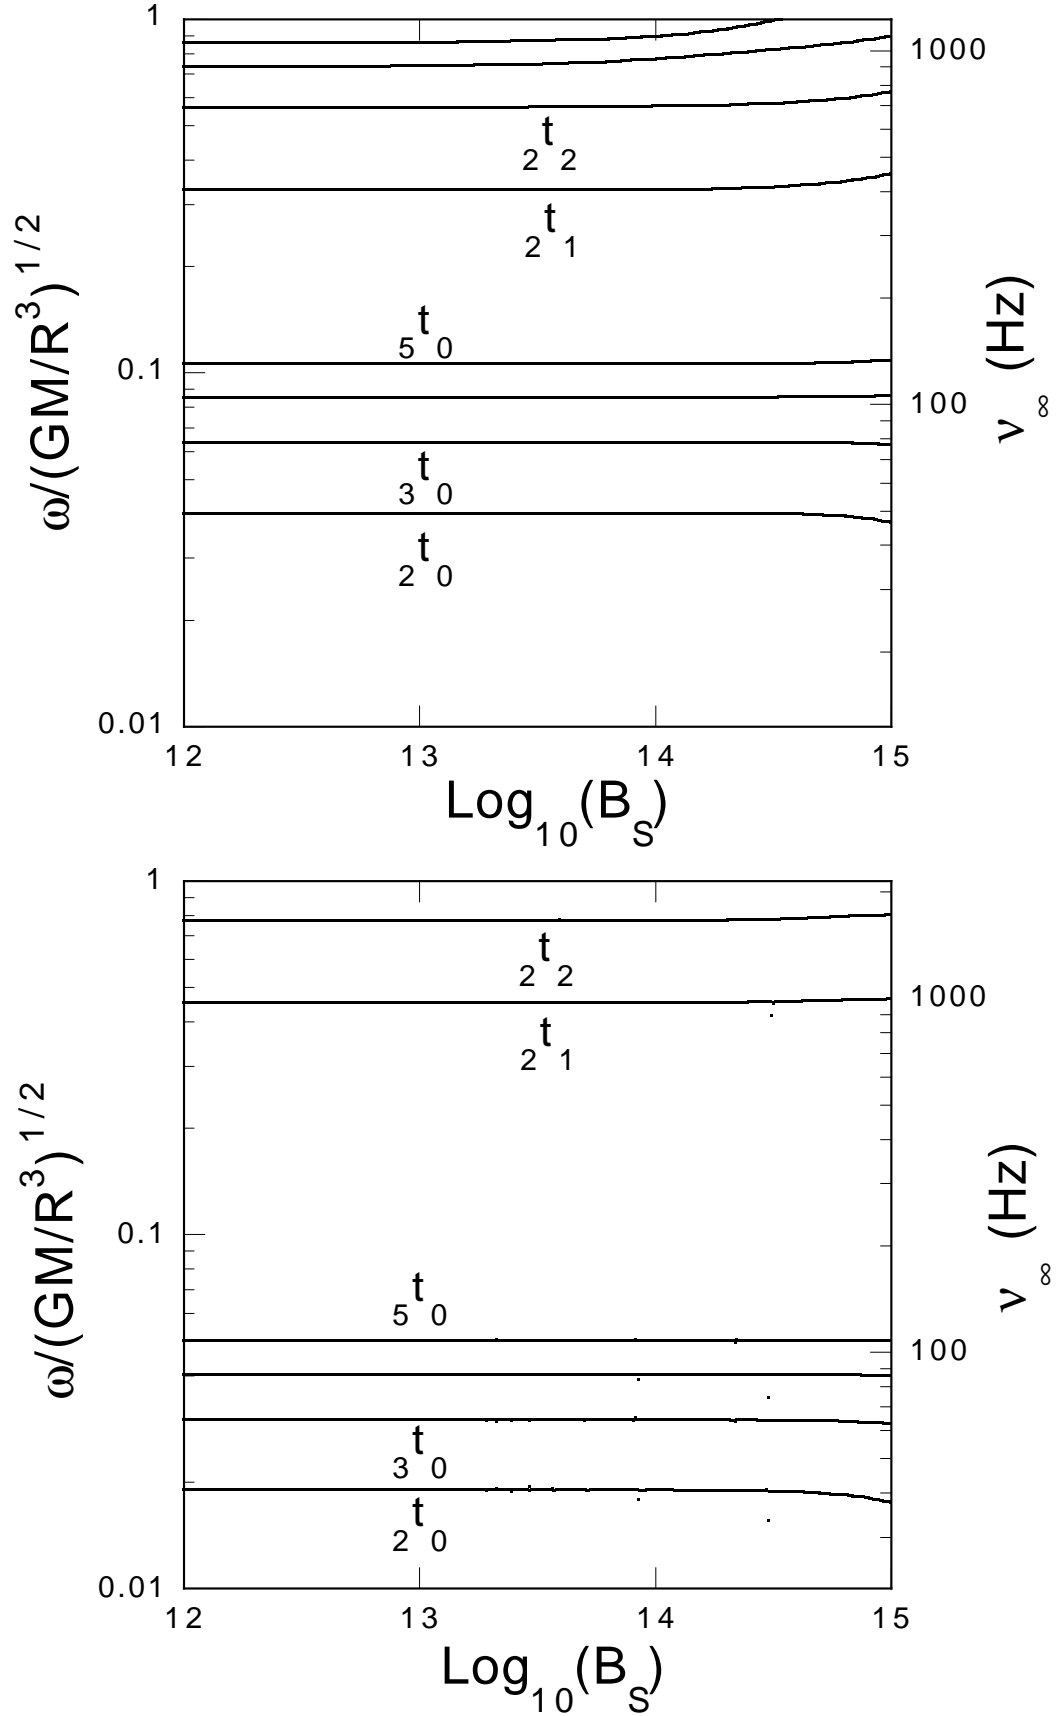 1
1000
2t2
2t1
ω/(GM/R3)1/2
5t0
0.1
100
ν∞ (Hz)
3t0
2t0
0.01
12 13 14 15
Log10(BS)
1
2t2
1000
2t1
ω/(GM/R3)1/2
0.1
ν∞ (Hz)
5t0
100
3t0
2t0
0.01
12 13 14 15
Log10(BS)